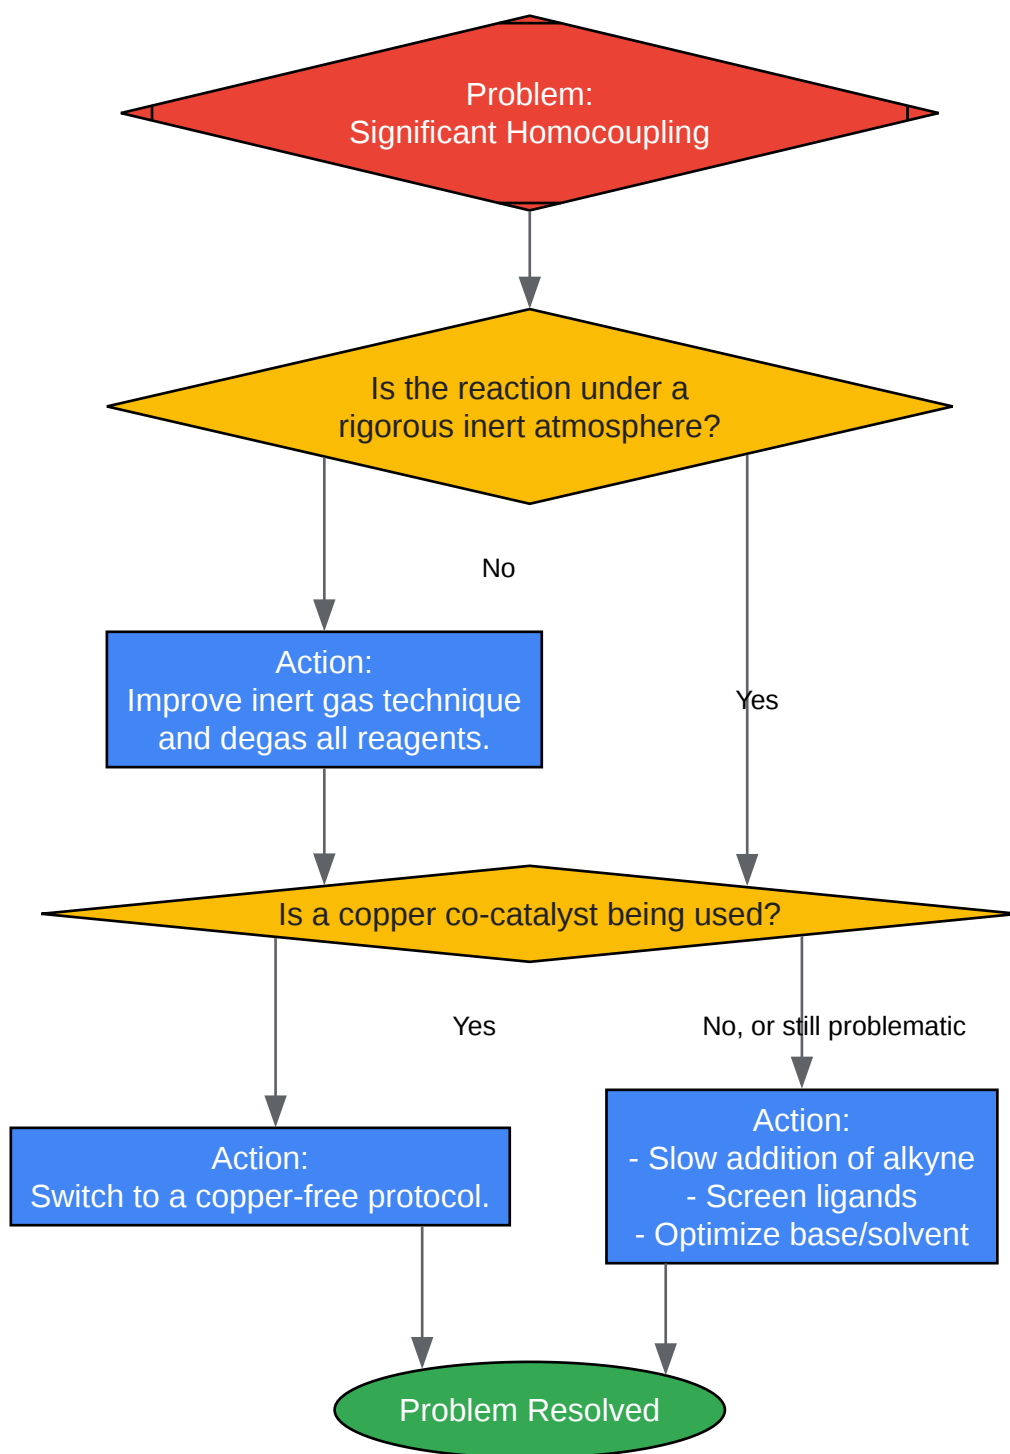 Problem:
Significant Homocoupling
Is the reaction under a
rigorous inert atmosphere?
No
Action:
Improve inert gas technique
and degas all reagents.
Yes
Is a copper co-catalyst being used?
Yes
No, or still problematic
Action:
Switch to a copper-free protocol.
Action:
- Slow addition of alkyne
- Screen ligands
- Optimize base/solvent
Problem Resolved